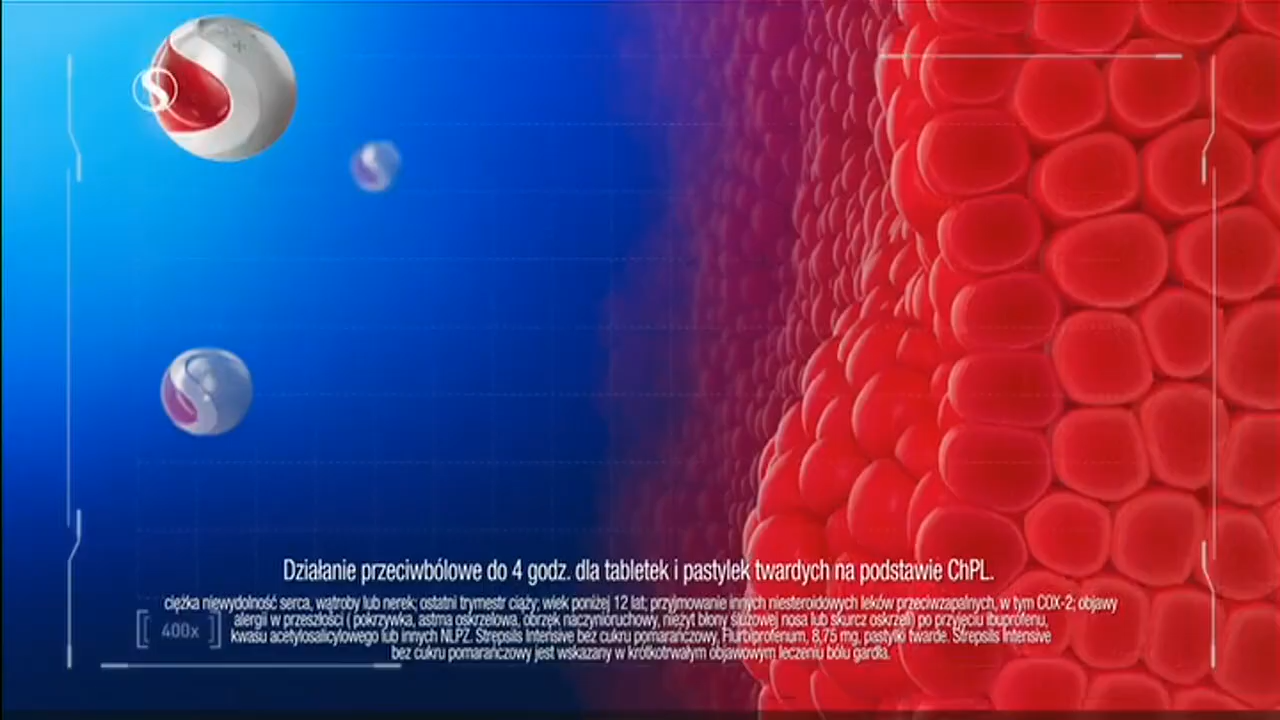 S
Działanie przeciwbólowe do 4 godz. dla tabletek i pastylek twardych na podstawie ChPL.
ciężka niewydolność serca, wątroby lub nerek; ostatni trymestr ciąży; wiek poniżej 12 lat; przyjmowanie innych niesteroidowych leków przeciwzapalnych, w tym COX-2; objawy
alergii w przeszłości ( pokrzywka, astma oskrzelowa, obrzęk naczynioruchowy, nieżyt błony śluzowej nosa lub skurcz oskrzeli) po przyjęciu ibuprofenu,
kwasu acetylosalicylowego lub innych NLPZ. Strepsils Intensive bez cukru pomarańczowy, Flurbiprofenum, 8,75 mg, pastylki twarde. Strepsils Intensive
bez cukru pomarańczowy jest wskazany w krótkotrwałym objawowym leczeniu bólu gardła.
400x